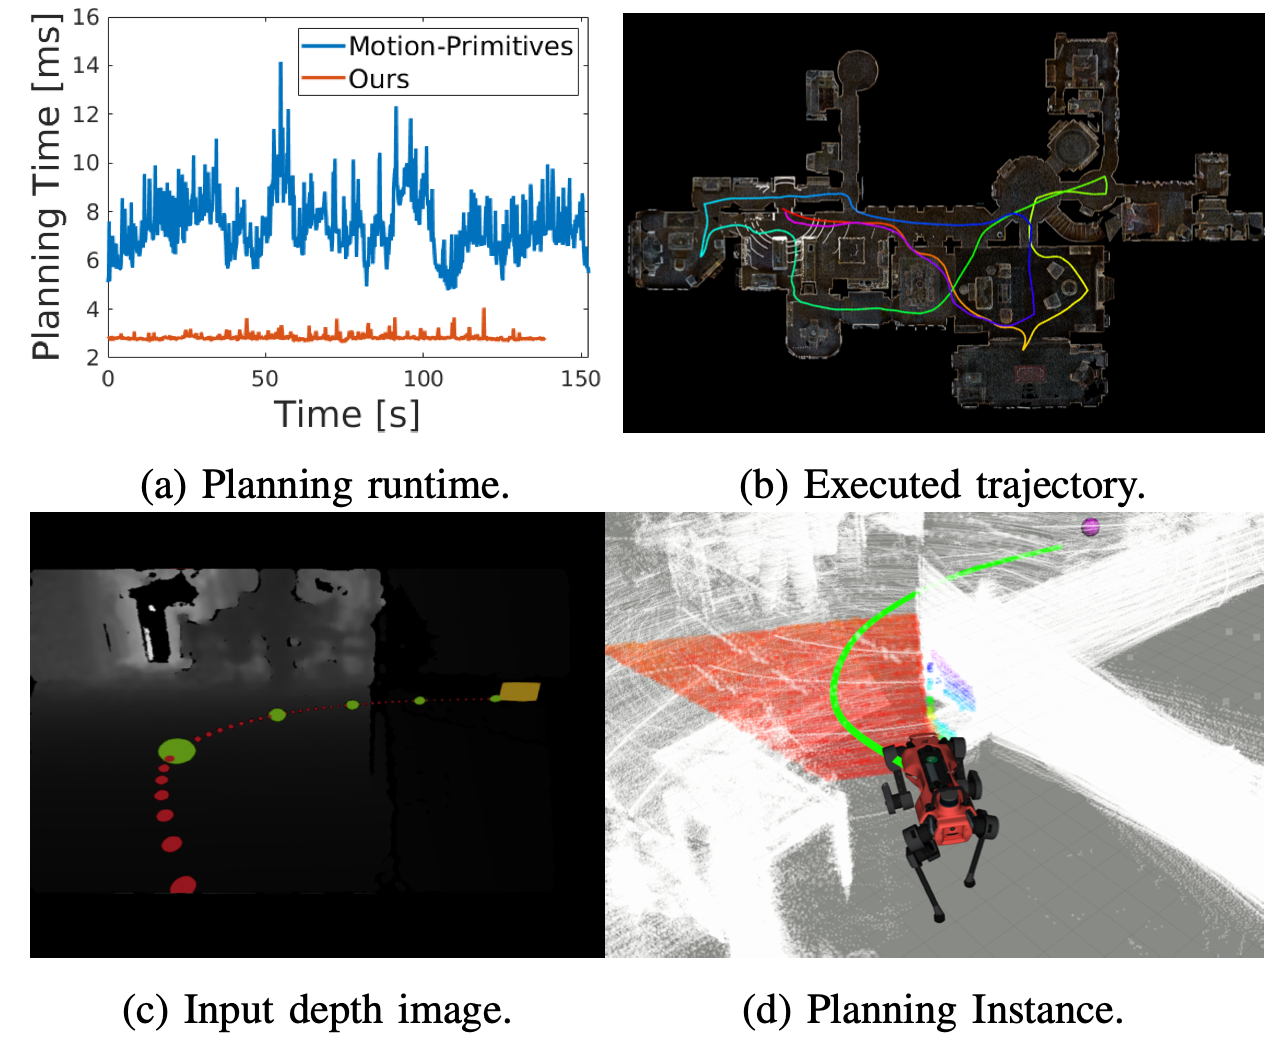 16
14
12
10
8
6
4
2
Planning Time [ms]
Motion-Primitives
Ours
0
50
100
150
Time [s]
(a) Planning runtime.
(b) Executed trajectory.
(c) Input depth image.
(d) Planning Instance.